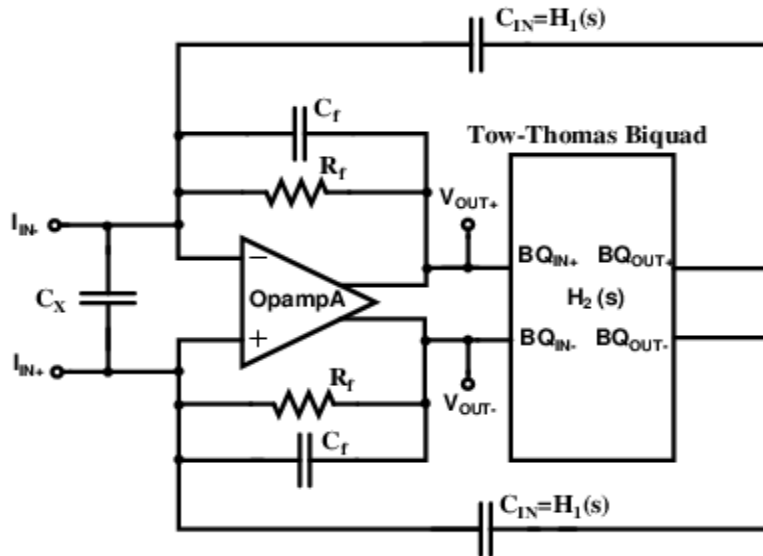 C_IN=H_1(s)
C_f
Tow-Thomas Biquad
R_f
V_OUT+
I_IN-
BQ_IN+ BQ_OUT+
C_X
OpampA
H_2 (s)
BQ_IN- BQ_OUT-
I_IN+
R_f
V_OUT-
C_f
C_IN=H_1(s)